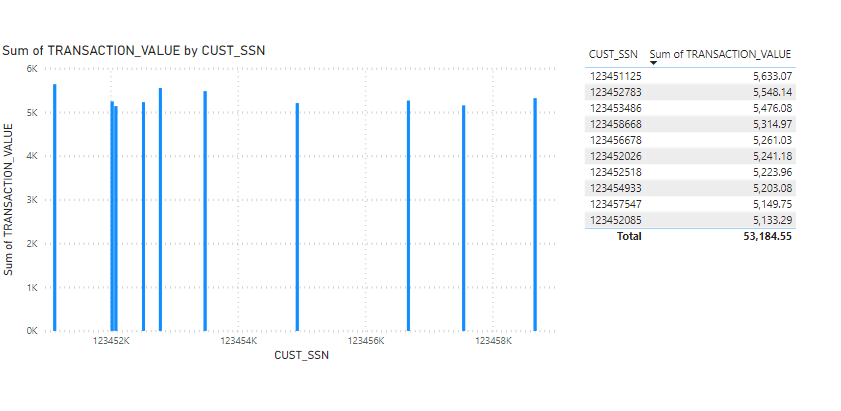 Sum of TRANSACTION_VALUE by CUST_SSN
6K
5K
4K
3K
2K
1K
0K
Sum of TRANSACTION_VALUE
123452K 123454K 123456K 123458K
CUST_SSN
CUST_SSN Sum of TRANSACTION_VALUE
123451125 5,633.07
123452783 5,548.14
123453486 5,476.08
123458668 5,314.97
123456678 5,261.03
123452026 5,241.18
123452518 5,223.96
123454933 5,203.08
123457547 5,149.75
123452085 5,133.29
Total 53,184.55